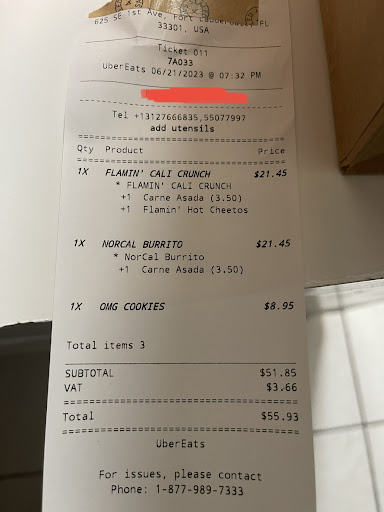 625 SE 1st Ave, Fort Lauderdale, FL
33301, USA
Ticket 011
7A033
UberEats 06/21/2023 @ 07:32 PM
Tel +13127666835,55077997
add utensils
Qty Product Price
1X FLAMIN' CALI CRUNCH $21.45
* FLAMIN' CALI CRUNCH
+1 Carne Asada (3.50)
+1 Flamin' Hot Cheetos
1X NORCAL BURRITO $21.45
* NorCal Burrito
+1 Carne Asada (3.50)
1X OMG COOKIES $8.95
Total items 3
SUBTOTAL $51.85
VAT $3.66
Total $55.93
UberEats
For issues, please contact
Phone: 1-877-989-7333